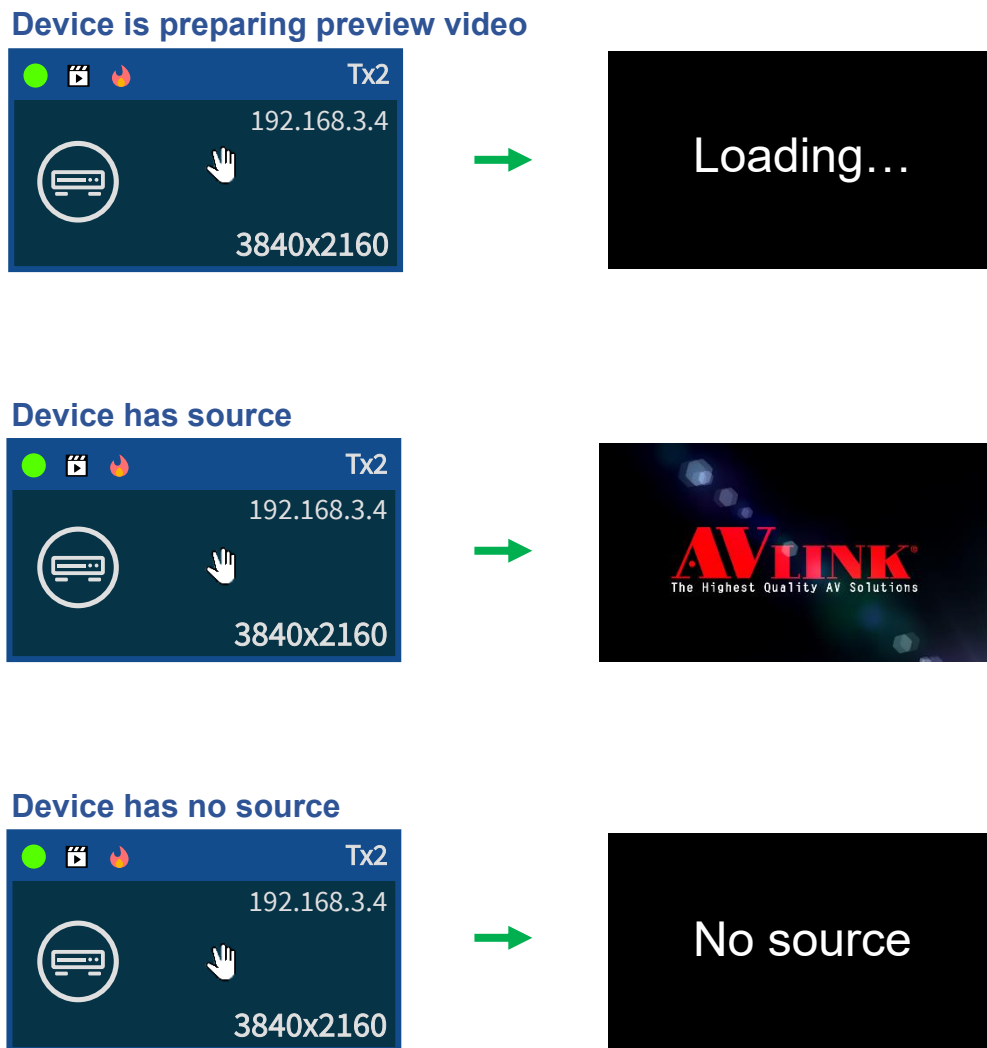 Device is preparing preview video
Tx2
192.168.3.4
3840x2160
Loading…
Device has source
Tx2
192.168.3.4
3840x2160
AVLINK®
The Highest Quality AV Solutions
Device has no source
Tx2
192.168.3.4
3840x2160
No source